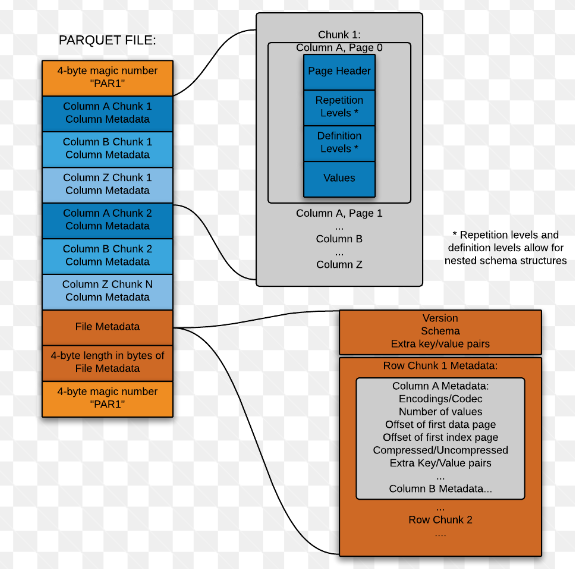 PARQUET FILE:
4-byte magic number
"PAR1"
Column A Chunk 1
Column Metadata
Column B Chunk 1
Column Metadata
Column Z Chunk 1
Column Metadata
Column A Chunk 2
Column Metadata
Column B Chunk 2
Column Metadata
Column Z Chunk N
Column Metadata
File Metadata
4-byte length in bytes of
File Metadata
4-byte magic number
"PAR1"
Chunk 1:
Column A, Page 0
Page Header
Repetition
Levels *
Definition
Levels *
Values
Column A, Page 1
...
Column B
...
Column Z
* Repetition levels and
definition levels allow for
nested schema structures
Version
Schema
Extra key/value pairs
Row Chunk 1 Metadata:
Column A Metadata:
Encodings/Codec
Number of values
Offset of first data page
Offset of first index page
Compressed/Uncompressed
Extra Key/Value pairs
...
Column B Metadata...
...
Row Chunk 2
....